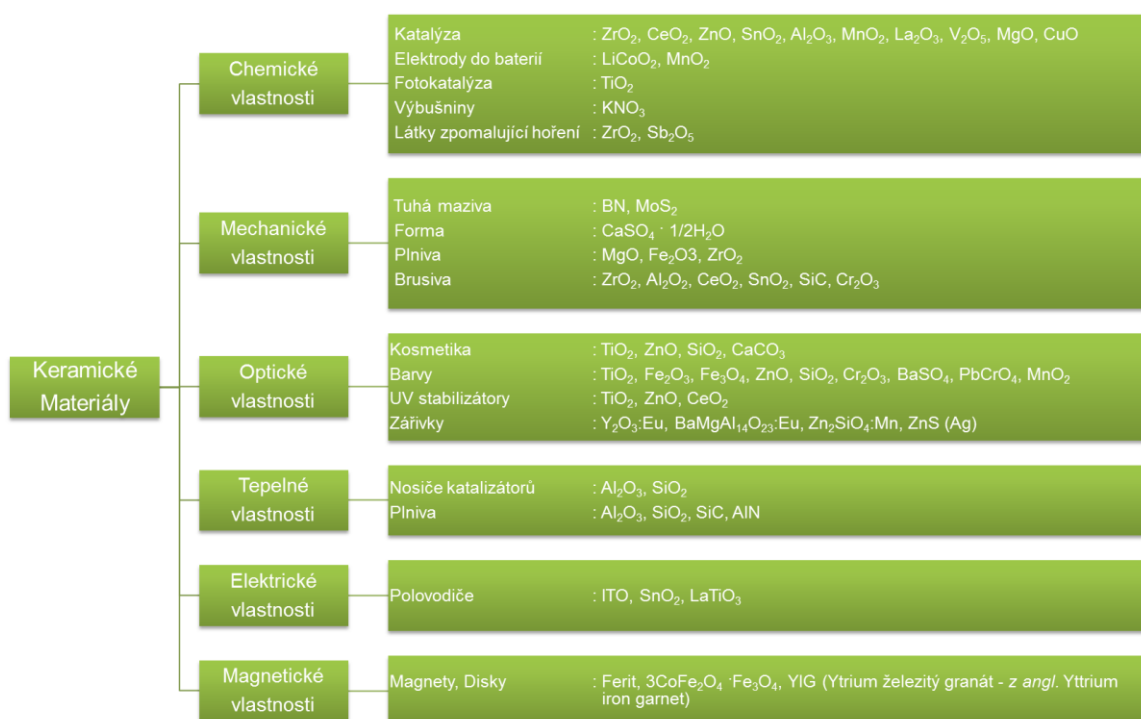 Keramické
Materiály
Chemické
vlastnosti
Katalýza : ZrO₂, CeO₂, ZnO, SnO₂, Al₂O₃, MnO₂, La₂O₃, V₂O₅, MgO, CuO
Elektrody do baterií : LiCoO₂, MnO₂
Fotokatalýza : TiO₂
Výbušniny : KNO₃
Látky zpomalující hoření : ZrO₂, Sb₂O₅
Mechanické
vlastnosti
Tuhá maziva : BN, MoS₂
Forma : CaSO₄ · 1/2H₂O
Plniva : MgO, Fe₂O3, ZrO₂
Brusiva : ZrO₂, Al₂O₂, CeO₂, SnO₂, SiC, Cr₂O₃
Optické
vlastnosti
Kosmetika : TiO₂, ZnO, SiO₂, CaCO₃
Barvy : TiO₂, Fe₂O₃, Fe₃O₄, ZnO, SiO₂, Cr₂O₃, BaSO₄, PbCrO₄, MnO₂
UV stabilizátory : TiO₂, ZnO, CeO₂
Zářivky : Y₂O₃:Eu, BaMgAl₁₄O₂₃:Eu, Zn₂SiO₄:Mn, ZnS (Ag)
Tepelné
vlastnosti
Nosiče katalizátorů : Al₂O₃, SiO₂
Plniva : Al₂O₃, SiO₂, SiC, AlN
Elektrické
vlastnosti
Polovodiče : ITO, SnO₂, LaTiO₃
Magnetické
vlastnosti
Magnety, Disky : Ferit, 3CoFe₂O₄ ·Fe₃O₄, YIG (Ytrium železitý granát - z angl. Yttrium
iron garnet)